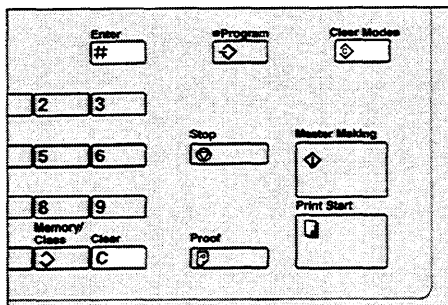 Enter
Program
Clear Modes
#
2 3
Stop
Master Making
5 6
8 9
Print Start
Memory/
Class
Clear
Proof
C